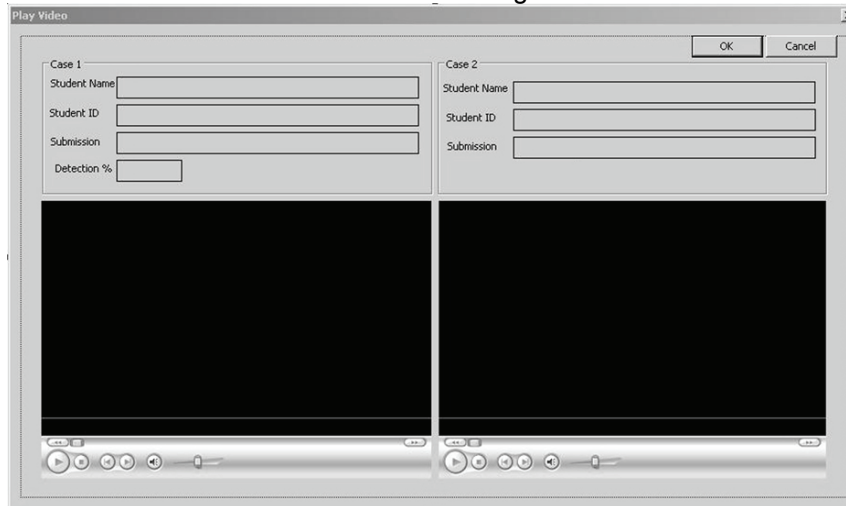 Play Video
OK Cancel
Case 1
Student Name
Student ID
Submission
Detection %
Case 2
Student Name
Student ID
Submission